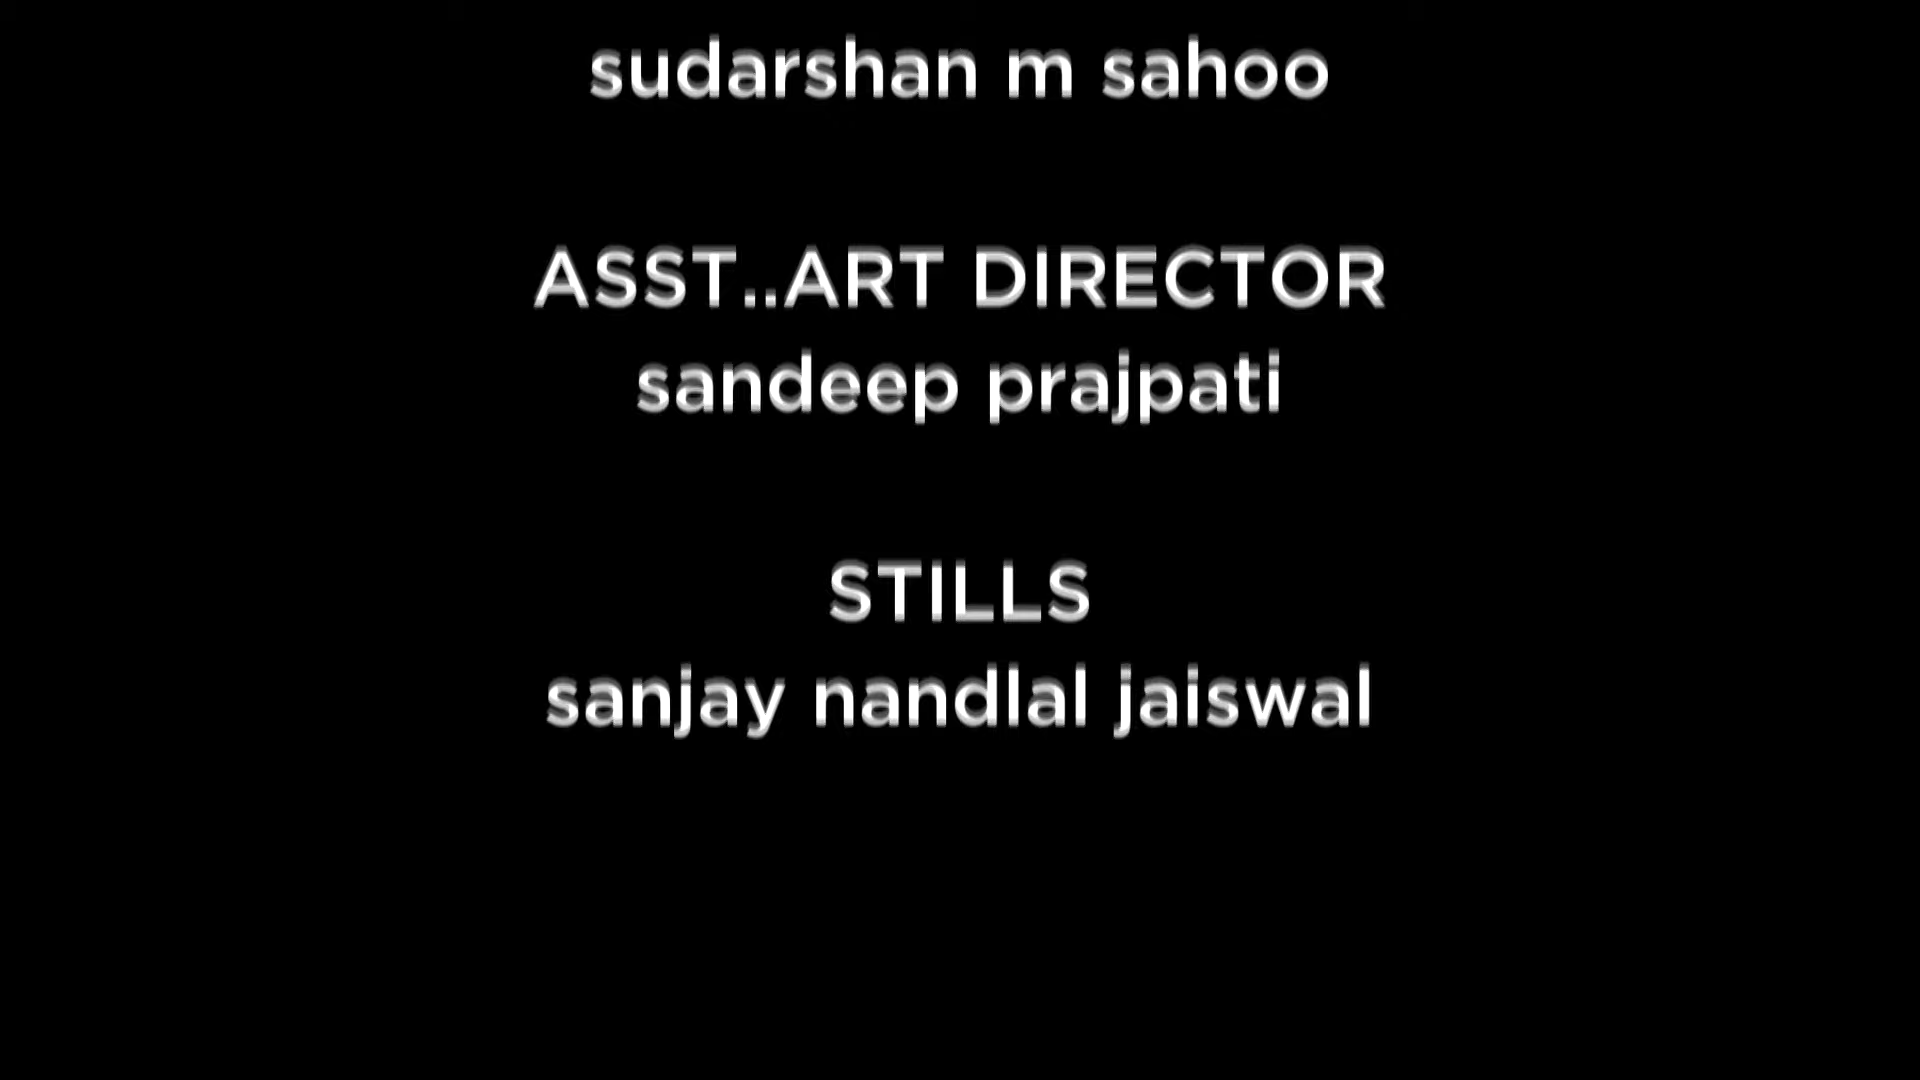 sudarshan m sahoo
ASST..ART DIRECTOR
sandeep prajpati
STILLS
sanjay nandlal jaiswal